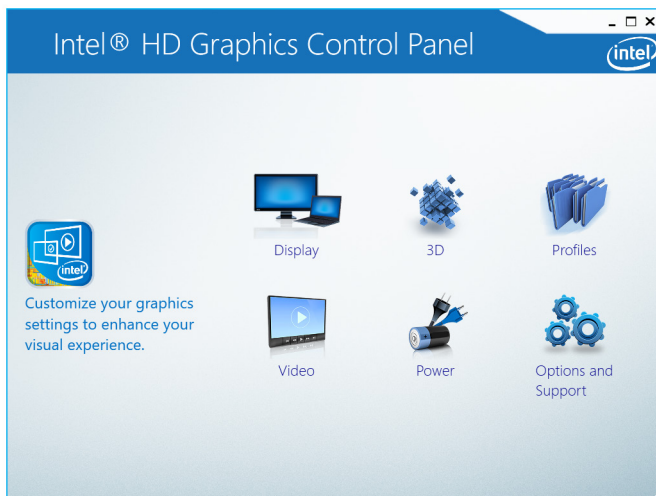 Intel® HD Graphics Control Panel
intel
Display
3D
Profiles
intel
Customize your graphics
settings to enhance your
visual experience.
Video
Power
Options and
Support